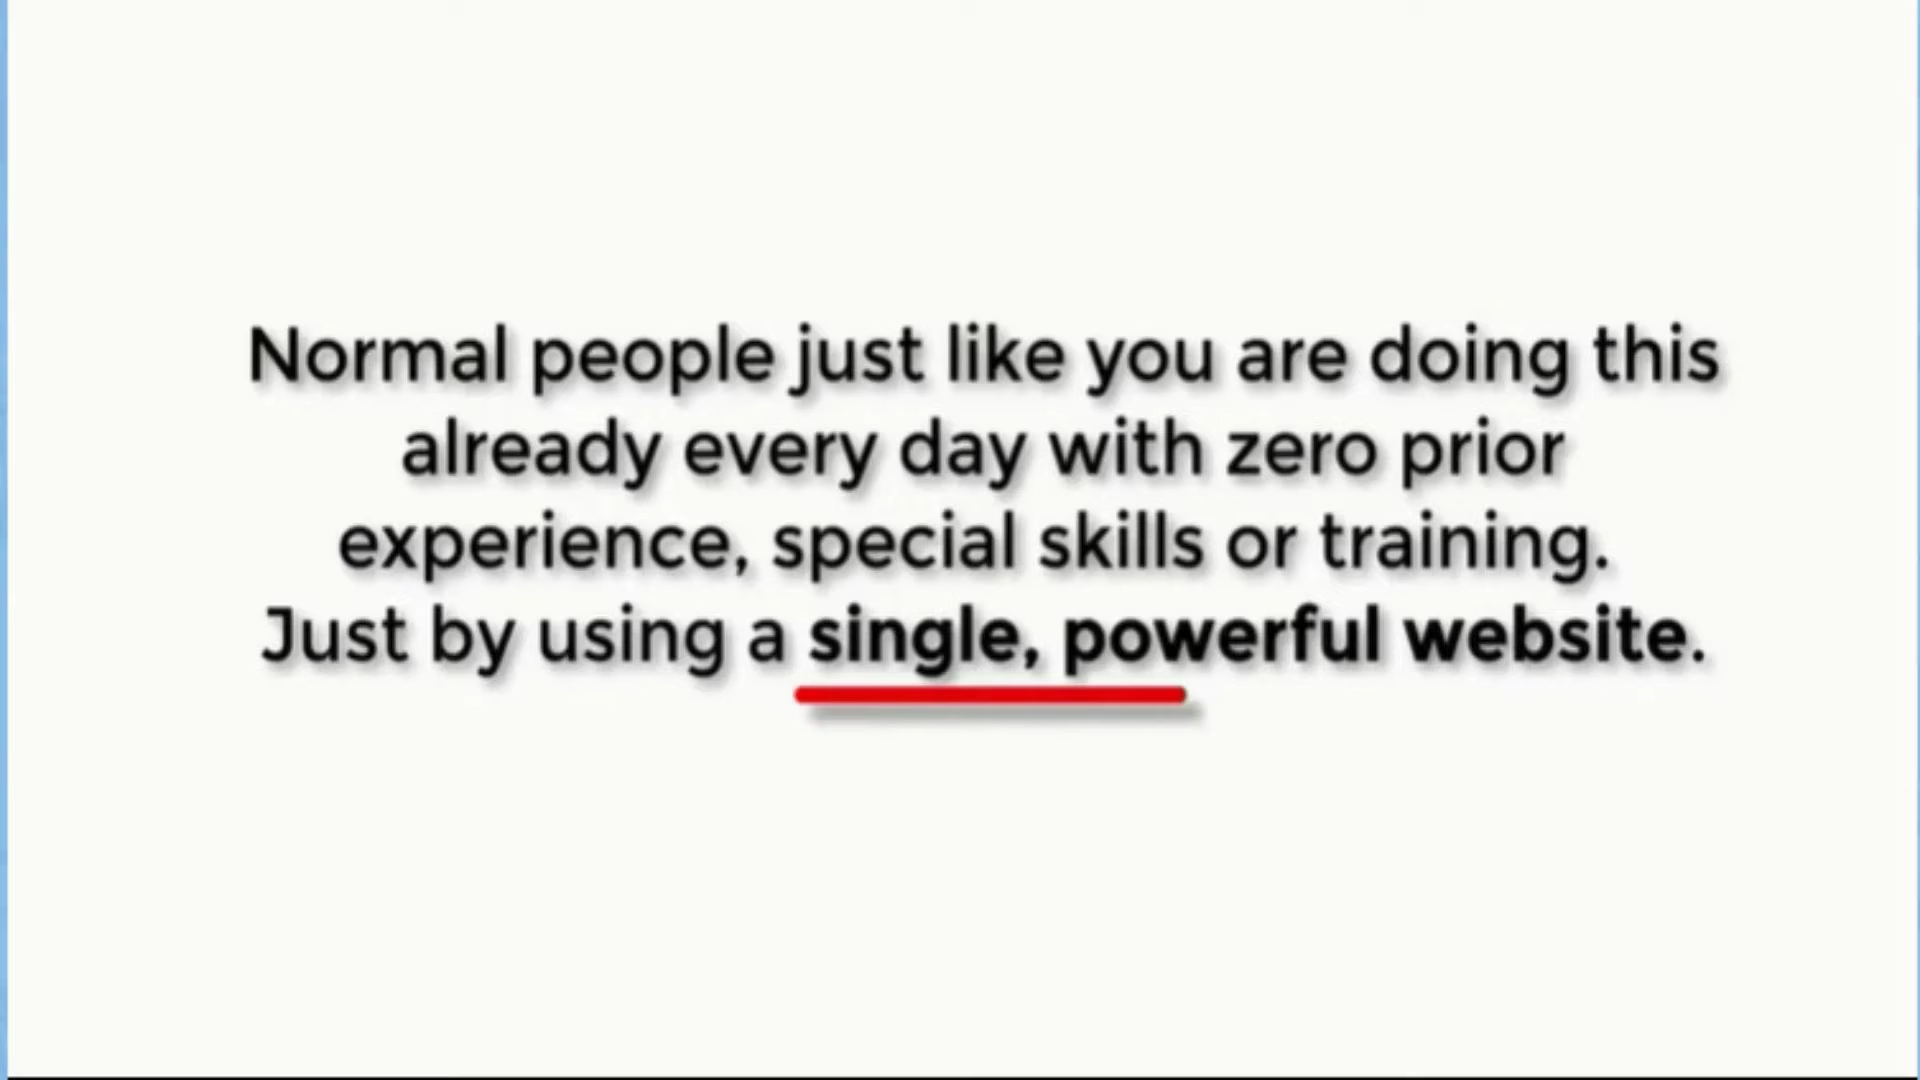 Normal people just like you are doing this
already every day with zero prior
experience, special skills or training.
Just by using a single, powerful website.